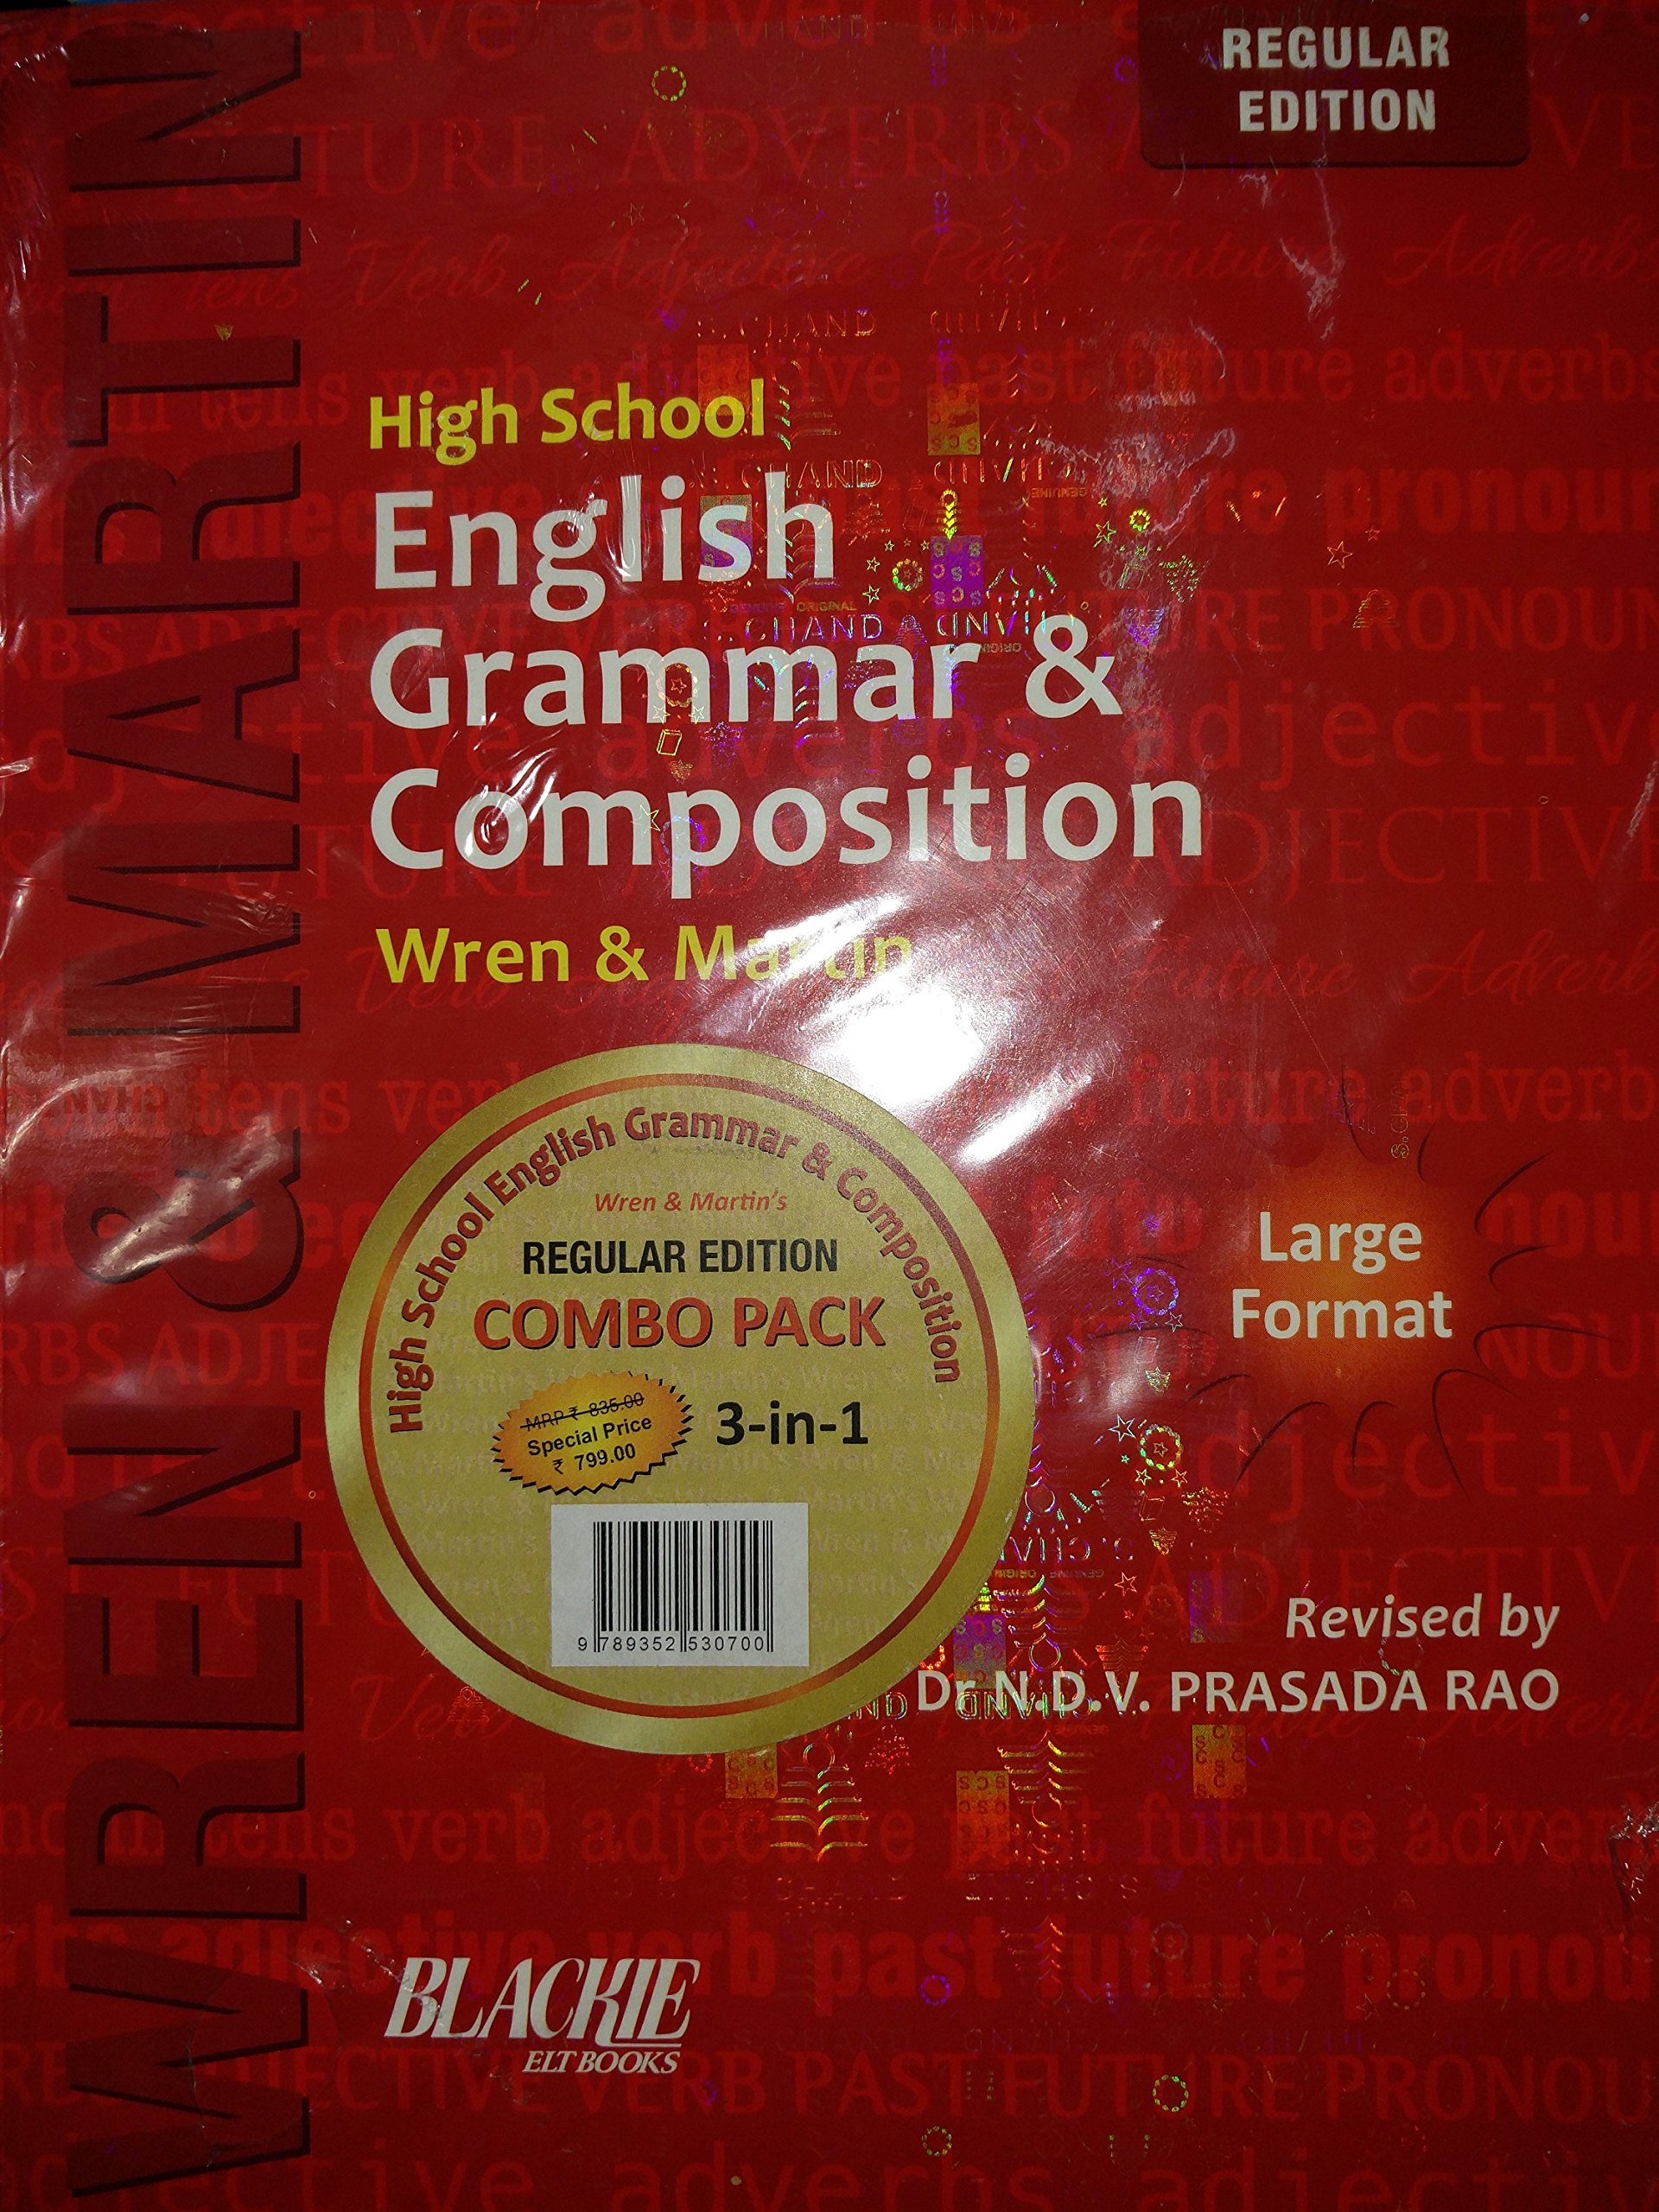 REGULAR
EDITION
WREN & MARTIN
High School
English
Grammar &
Composition
Wren & Martin
High School English Grammar & Composition
Wren & Martin's
REGULAR EDITION
COMBO PACK
MRP ₹ 835.00
Special Price
₹ 799.00
3-in-1
9 789352 530700
Large
Format
Revised by
Dr. N.D.V. PRASADA RAO
BLACKIE
ELT BOOKS